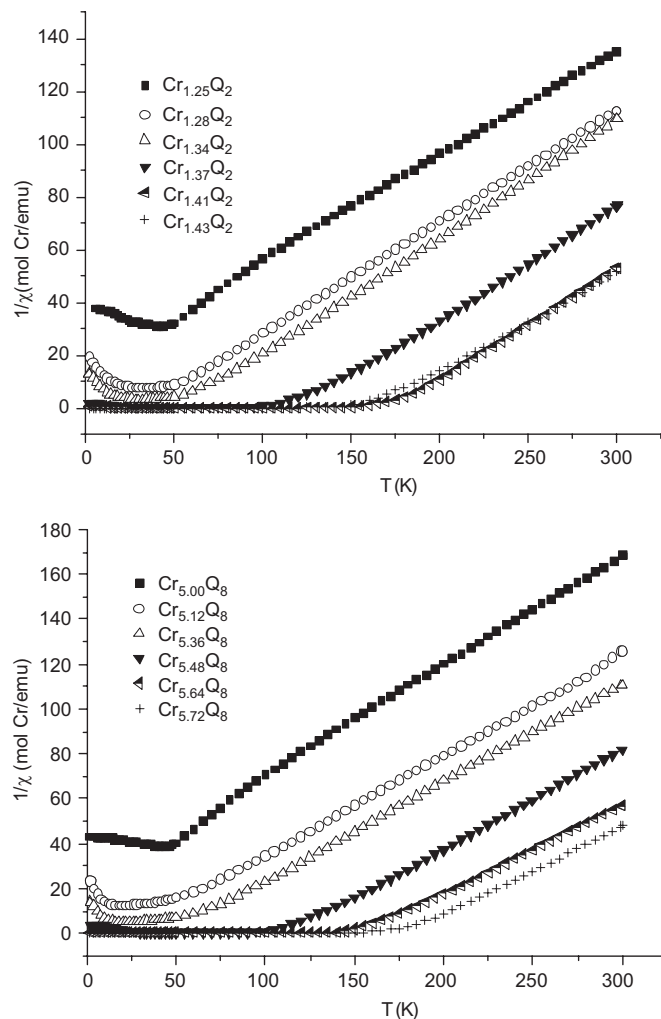 140
120
100
80
60
40
20
0
1/χ(mol Cr/emu)
Cr1.25Q2
Cr1.28Q2
Cr1.34Q2
Cr1.37Q2
Cr1.41Q2
Cr1.43Q2
0 50 100 150 200 250 300
T (K)
180
160
140
120
100
80
60
40
20
0
1/χ (mol Cr/emu)
Cr5.00Q8
Cr5.12Q8
Cr5.36Q8
Cr5.48Q8
Cr5.64Q8
Cr5.72Q8
0 50 100 150 200 250 300
T (K)